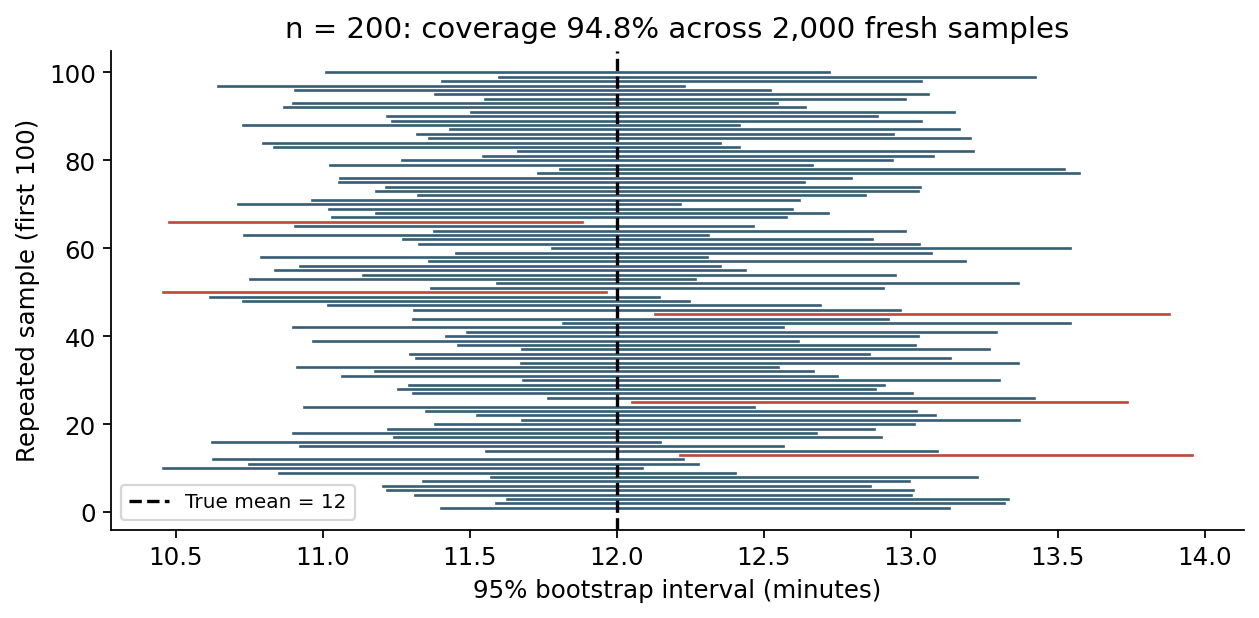 n = 200: coverage 94.8% across 2,000 fresh samples
Repeated sample (first 100)
100
80
60
40
20
0
True mean = 12
10.5 11.0 11.5 12.0 12.5 13.0 13.5 14.0
95% bootstrap interval (minutes)